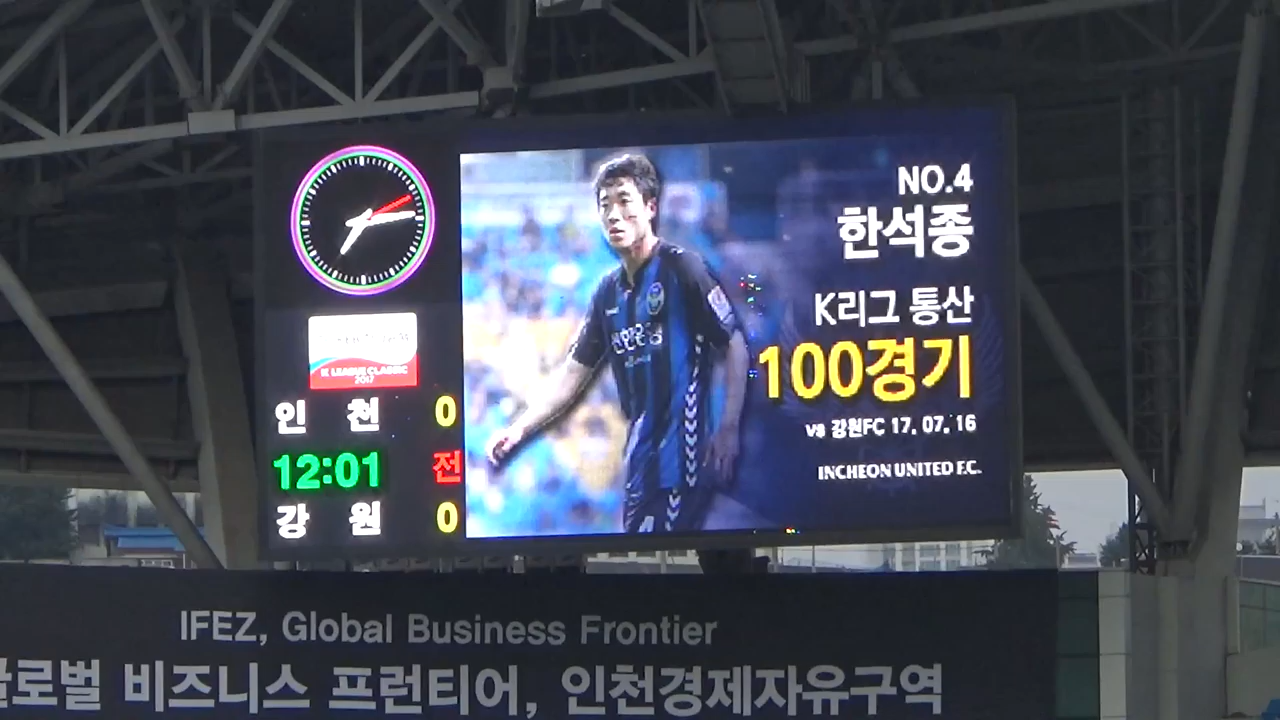 NO.4
한석종
K리그 통산
100경기
vs 강원FC 17. 07. 16
INCHEON UNITED F.C.
K LEAGUE CLASSIC
2017
인 천 0
12:01 전
강 원 0
IFEZ, Global Business Frontier
글로벌 비즈니스 프런티어, 인천경제자유구역